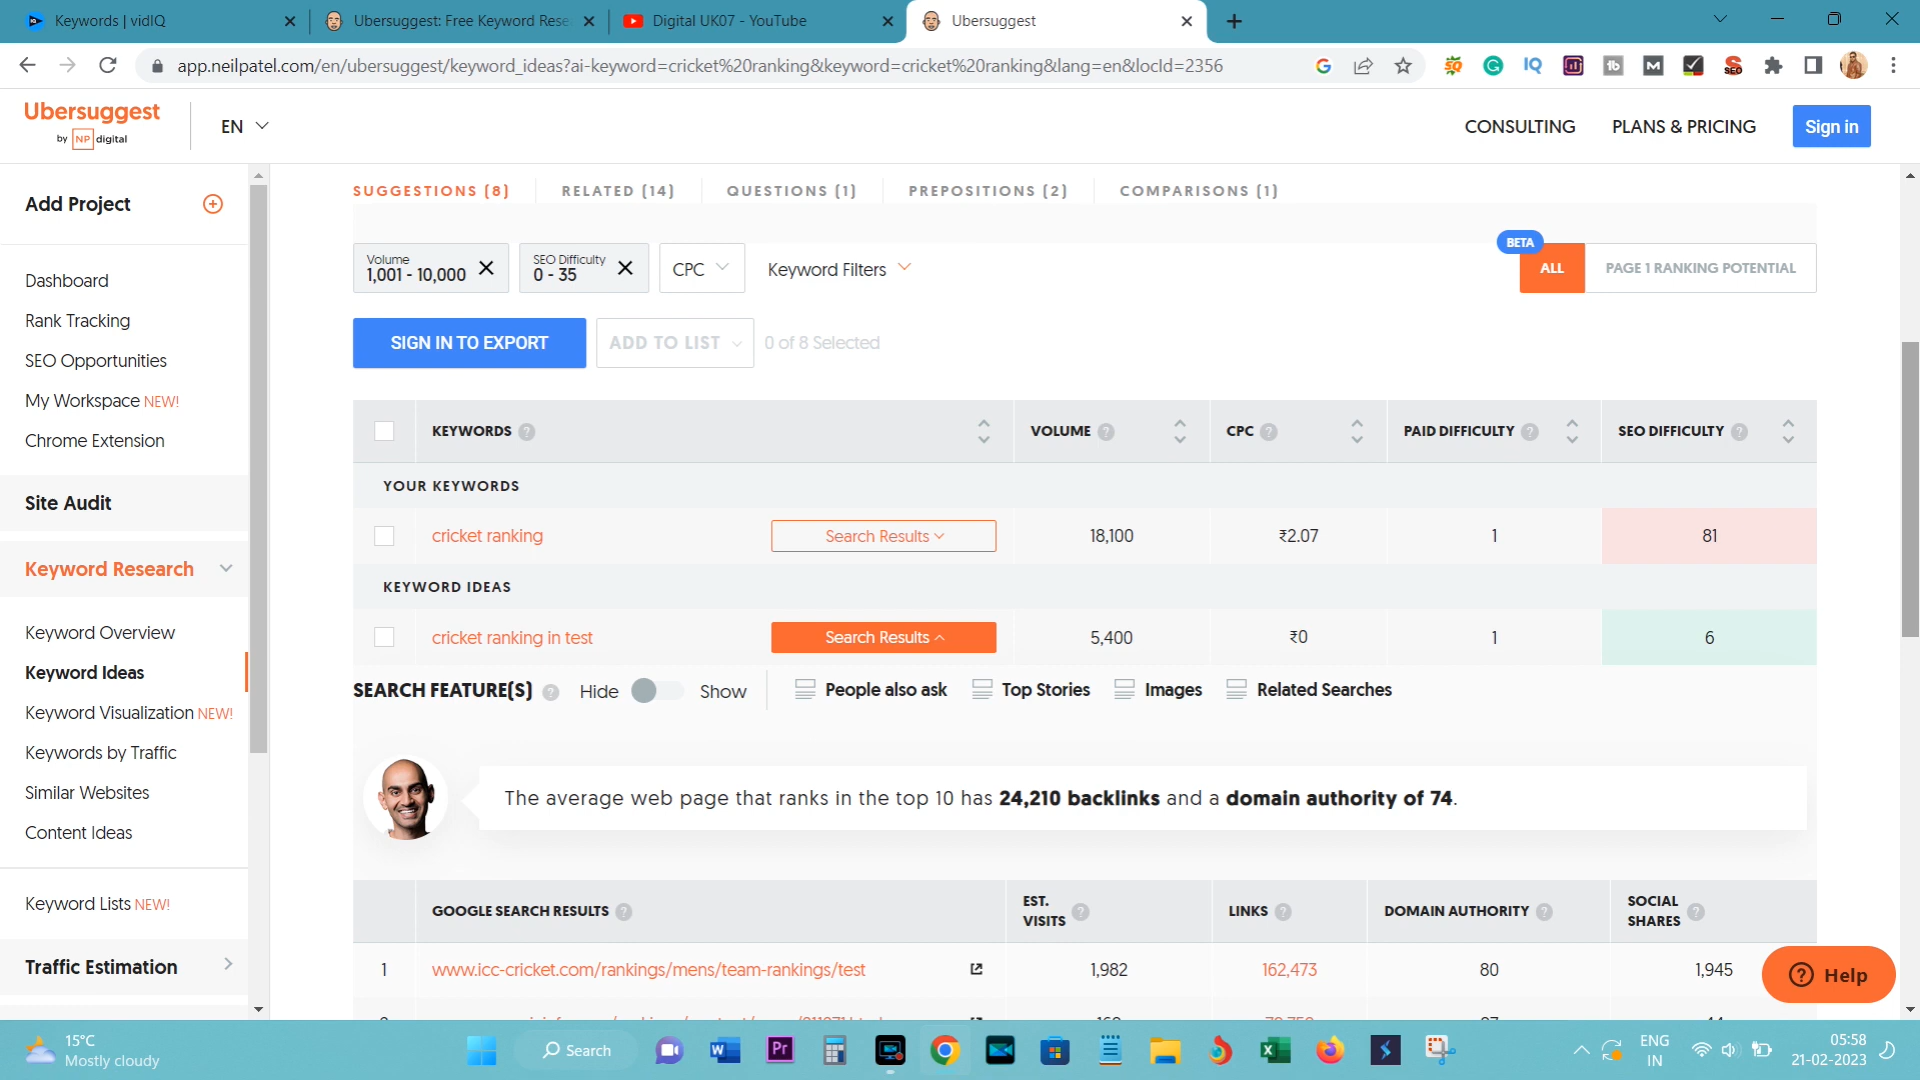 Keywords | vidIQ
Ubersuggest: Free Keyword Rese
Digital UK07 - YouTube
Ubersuggest
app.neilpatel.com/en/ubersuggest/keyword_ideas?ai-keyword=cricket%20ranking&keyword=cricket%20ranking&lang=en&locId=2356
Ubersuggest
by NP digital
EN
CONSULTING
PLANS & PRICING
Sign in
Add Project
Dashboard
Rank Tracking
SEO Opportunities
My Workspace NEW!
Chrome Extension
Site Audit
Keyword Research
Keyword Overview
Keyword Ideas
Keyword Visualization NEW!
Keywords by Traffic
Similar Websites
Content Ideas
Keyword Lists NEW!
Traffic Estimation
SUGGESTIONS (8)
RELATED (14)
QUESTIONS (1)
PREPOSITIONS (2)
COMPARISONS (1)
Volume
1,001 - 10,000
SEO Difficulty
0 - 35
CPC
Keyword Filters
BETA
ALL
PAGE 1 RANKING POTENTIAL
SIGN IN TO EXPORT
ADD TO LIST
0 of 8 Selected
KEYWORDS ? VOLUME ? CPC ? PAID DIFFICULTY ? SEO DIFFICULTY ?
YOUR KEYWORDS
cricket ranking Search Results 18,100 ₹2.07 1 81
KEYWORD IDEAS
cricket ranking in test Search Results 5,400 ₹0 1 6
SEARCH FEATURE(S) ? Hide Show People also ask Top Stories Images Related Searches
The average web page that ranks in the top 10 has 24,210 backlinks and a domain authority of 74.
GOOGLE SEARCH RESULTS ? EST. VISITS ? LINKS ? DOMAIN AUTHORITY ? SOCIAL SHARES ?
1 www.icc-cricket.com/rankings/mens/team-rankings/test 1,982 162,473 80 1,945
? Help
15°C
Mostly cloudy
Search
ENG
IN
05:58
21-02-2023